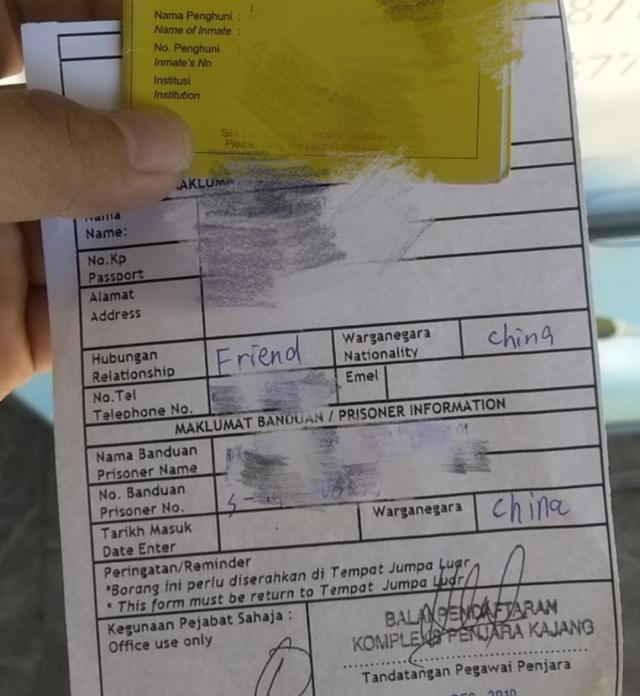 Nama Penghuni :
Name of Inmate :
No. Penghuni :
Inmate's No.
Institusi
Institution
Sila
Please
Nama
Name:
No.Kp
Passport
Alamat
Address
Hubungan Relationship
Friend
Warganegara Nationality
China
No.Tel
Telephone No.
Emel
MAKLUMAT BANDUAN / PRISONER INFORMATION
Nama Banduan
Prisoner Name
No. Banduan
Prisoner No.
Tarikh Masuk
Date Enter
Warganegara
China
Peringatan/Reminder
*Borang ini perlu diserahkan di Tempat Jumpa Luar
* This form must be return to Tempat Jumpa Luar
Kegunaan Pejabat Sahaja :
Office use only
BALAI PENDAFTARAN
KOMPLEKS PENJARA KAJANG
Tandatangan Pegawai Penjara